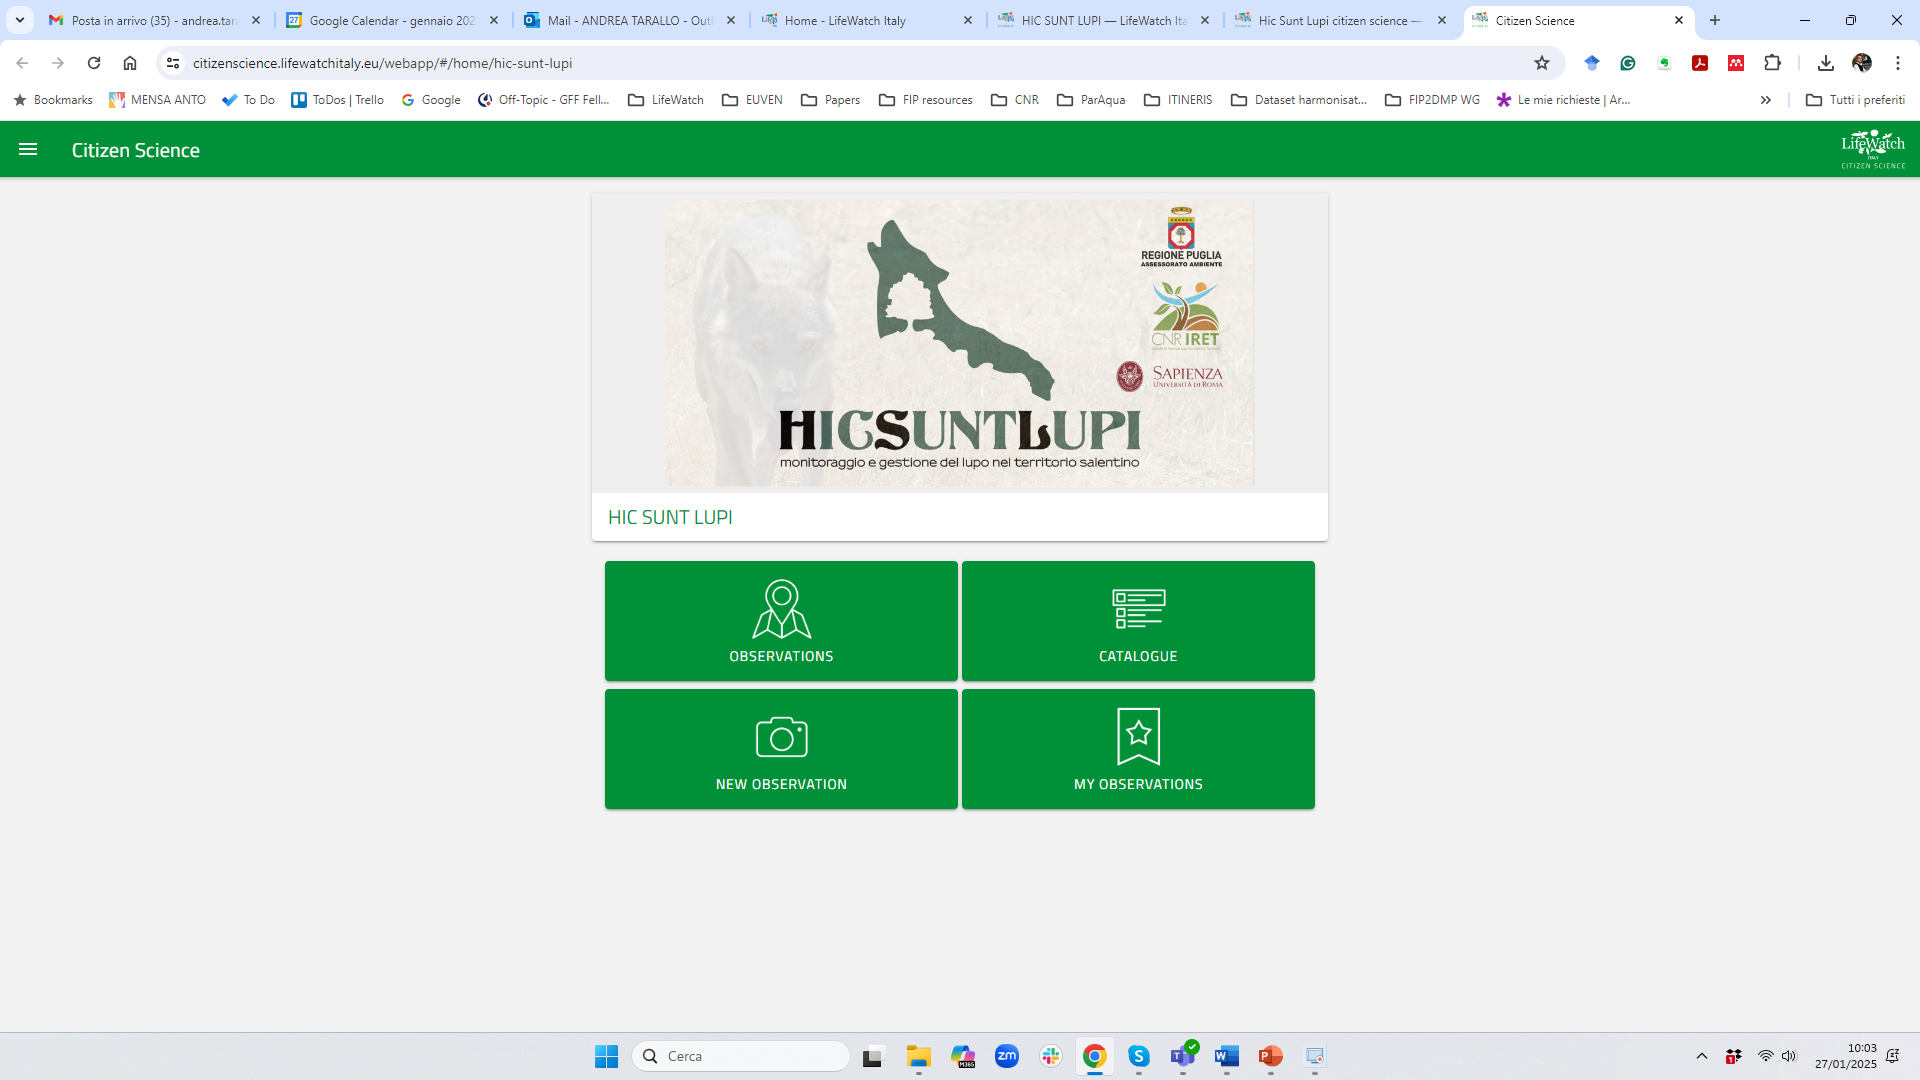 Posta in arrivo (35) - andrea.tara
Google Calendar - gennaio 202
Mail - ANDREA TARALLO - Out
Home - LifeWatch Italy
HIC SUNT LUPI — LifeWatch Ita
Hic Sunt Lupi citizen science —
Citizen Science
citizenscience.lifewatchitaly.eu/webapp/#/home/hic-sunt-lupi
Bookmarks
MENSA ANTO
To Do
ToDos | Trello
Google
Off-Topic - GFF Fell...
LifeWatch
EUVEN
Papers
FIP resources
CNR
ParAqua
ITINERIS
Dataset harmonisat...
FIP2DMP WG
Le mie richieste | Ar...
Tutti i preferiti
Citizen Science
LifeWatch
ITALY
CITIZEN SCIENCE
REGIONE PUGLIA
ASSESSORATO AMBIENTE
CNR IRET
SAPIENZA
UNIVERSITÀ DI ROMA
HICSUNTLUPI
monitoraggio e gestione del lupo nel territorio salentino
HIC SUNT LUPI
OBSERVATIONS
CATALOGUE
NEW OBSERVATION
MY OBSERVATIONS
Cerca
M365
zm
10:03
27/01/2025